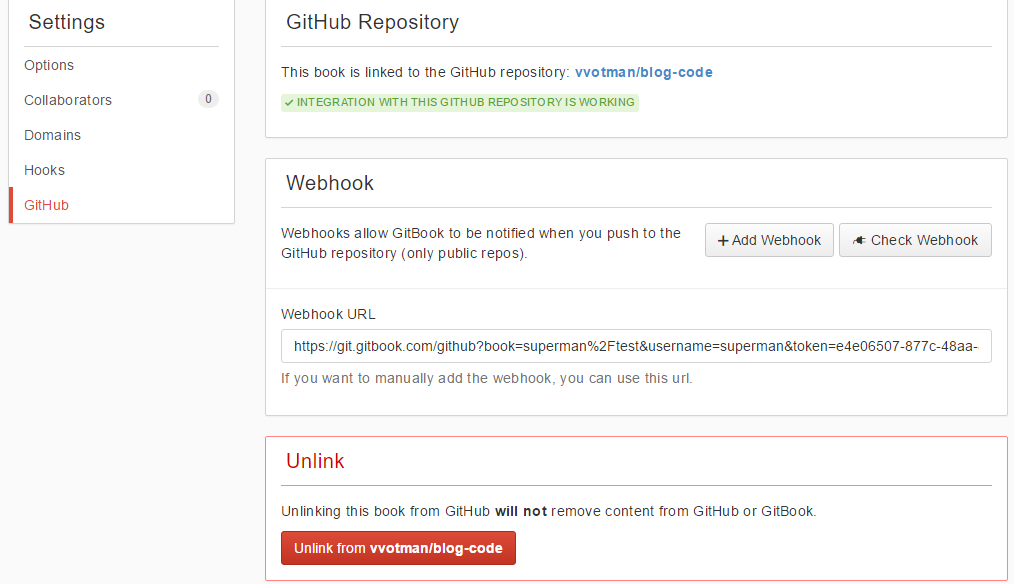 Settings
Options
Collaborators 0
Domains
Hooks
GitHub
GitHub Repository
This book is linked to the GitHub repository: vvotman/blog-code
INTEGRATION WITH THIS GITHUB REPOSITORY IS WORKING
Webhook
Webhooks allow GitBook to be notified when you push to the
GitHub repository (only public repos).
Add Webhook
Check Webhook
Webhook URL
https://git.gitbook.com/github?book=superman%2Ftest&username=superman&token=e4e06507-877c-48aa-
If you want to manually add the webhook, you can use this url.
Unlink
Unlinking this book from GitHub will not remove content from GitHub or GitBook.
Unlink from vvotman/blog-code